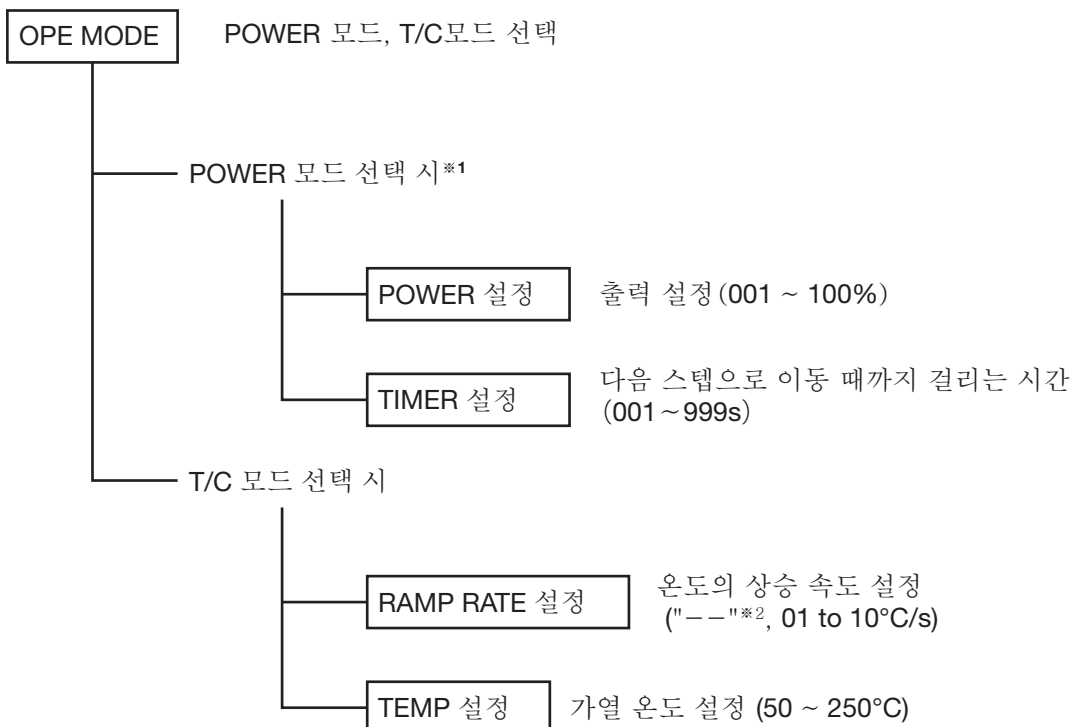 OPE MODE POWER 모드, T/C모드 선택
POWER 모드 선택 시※1
POWER 설정 출력 설정(001 ~ 100%)
TIMER 설정 다음 스텝으로 이동 때까지 걸리는 시간
(001~999s)
T/C 모드 선택 시
RAMP RATE 설정 온도의 상승 속도 설정
("−−"※2, 01 to 10°C/s)
TEMP 설정 가열 온도 설정 (50 ~ 250°C)